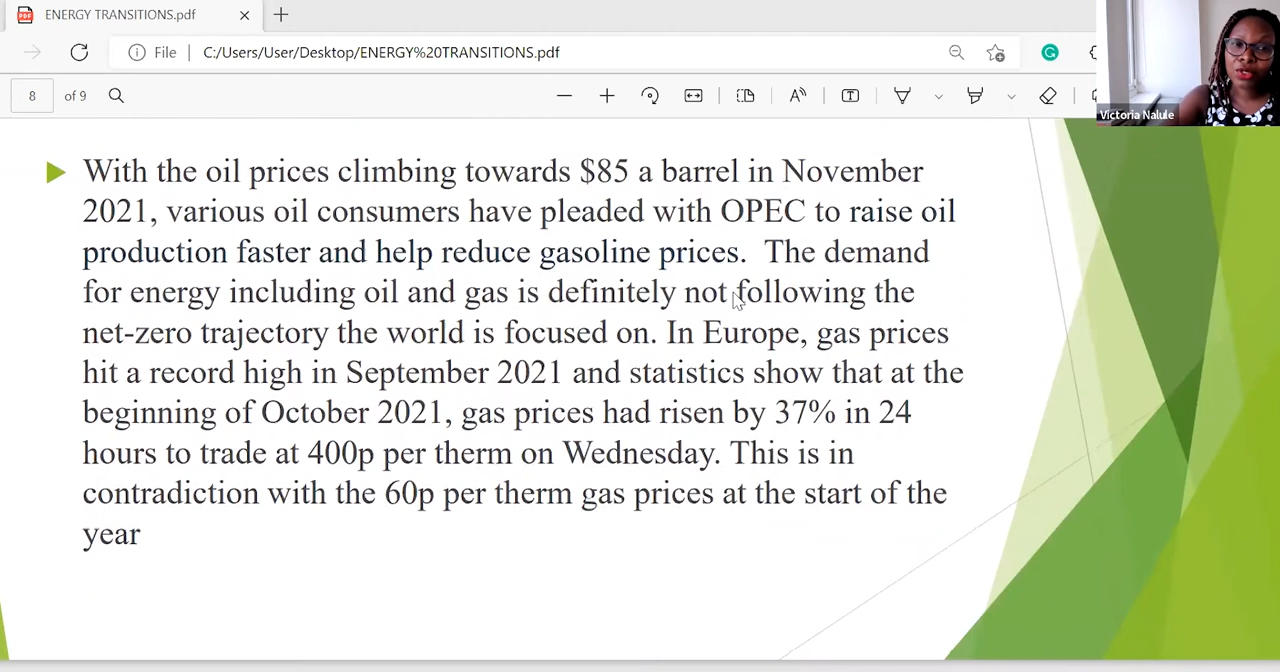 ENERGY TRANSITIONS.pdf
File
C:/Users/User/Desktop/ENERGY%20TRANSITIONS.pdf
8 of 9
Victoria Nalule
With the oil prices climbing towards $85 a barrel in November
2021, various oil consumers have pleaded with OPEC to raise oil
production faster and help reduce gasoline prices. The demand
for energy including oil and gas is definitely not following the
net-zero trajectory the world is focused on. In Europe, gas prices
hit a record high in September 2021 and statistics show that at the
beginning of October 2021, gas prices had risen by 37% in 24
hours to trade at 400p per therm on Wednesday. This is in
contradiction with the 60p per therm gas prices at the start of the
year